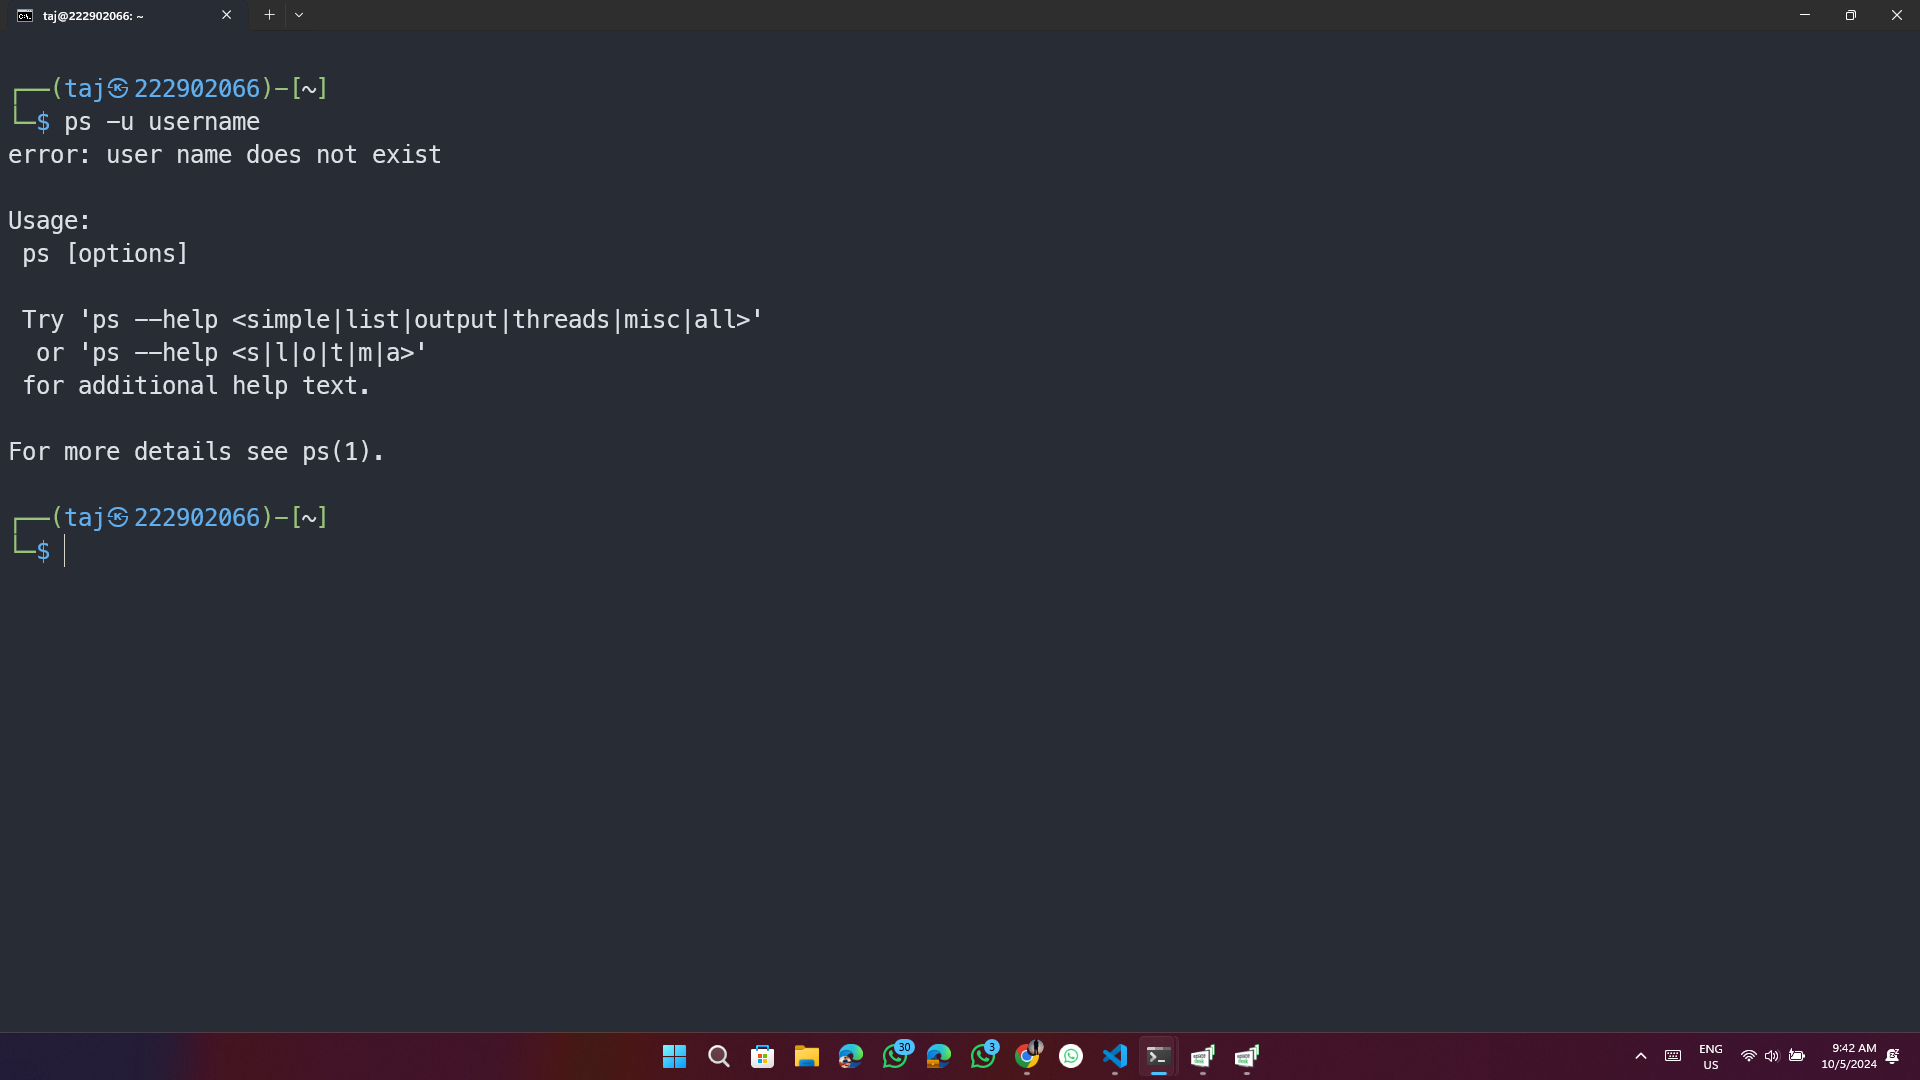 taj@222902066: ~
┌──(taj㉿222902066)-[~]
└─$ ps -u username
error: user name does not exist
Usage:
ps [options]
Try 'ps --help <simple|list|output|threads|misc|all>'
or 'ps --help <s|l|o|t|m|a>'
for additional help text.
For more details see ps(1).
┌──(taj㉿222902066)-[~]
└─$
30
3
ENG
US
9:42 AM
10/5/2024